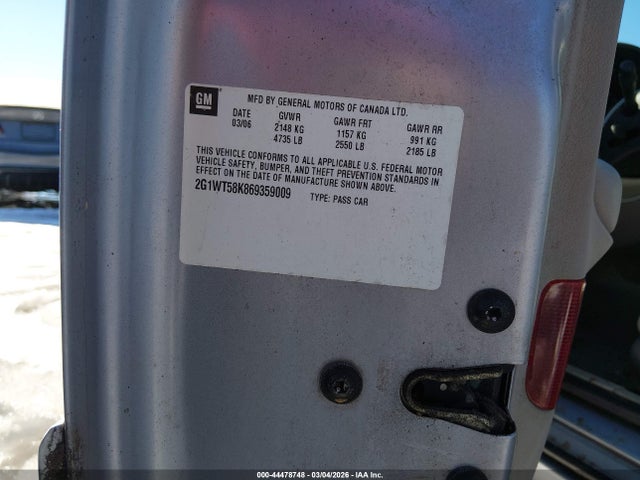 GM
MFD BY GENERAL MOTORS OF CANADA LTD.
DATE GVWR GAWR FRT GAWR RR
03/06 2148 KG 1157 KG 991 KG
4735 LB 2550 LB 2185 LB
THIS VEHICLE CONFORMS TO ALL APPLICABLE U.S. FEDERAL MOTOR
VEHICLE SAFETY, BUMPER, AND THEFT PREVENTION STANDARDS IN
EFFECT ON THE DATE OF MANUFACTURE SHOWN ABOVE.
2G1WT58K869359009 TYPE: PASS CAR
000-44478748 - 03/04/2026 - IAA Inc.